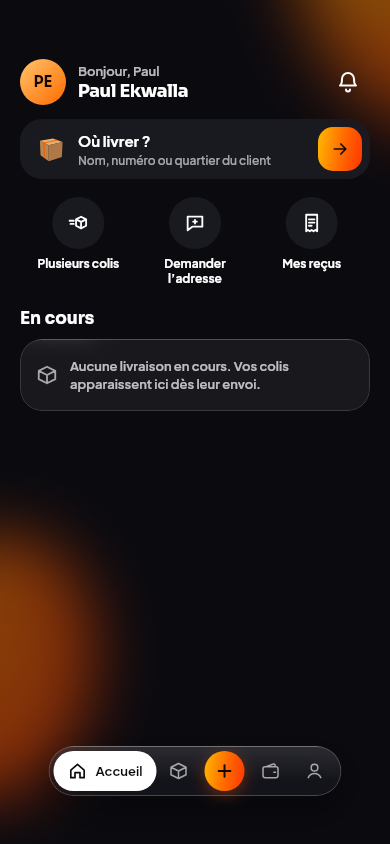 PE
Bonjour, Paul
Paul Ekwalla
Où livrer ?
Nom, numéro ou quartier du client
Plusieurs colis
Demander
l'adresse
Mes reçus
En cours
Aucune livraison en cours. Vos colis
apparaissent ici dès leur envoi.
Accueil